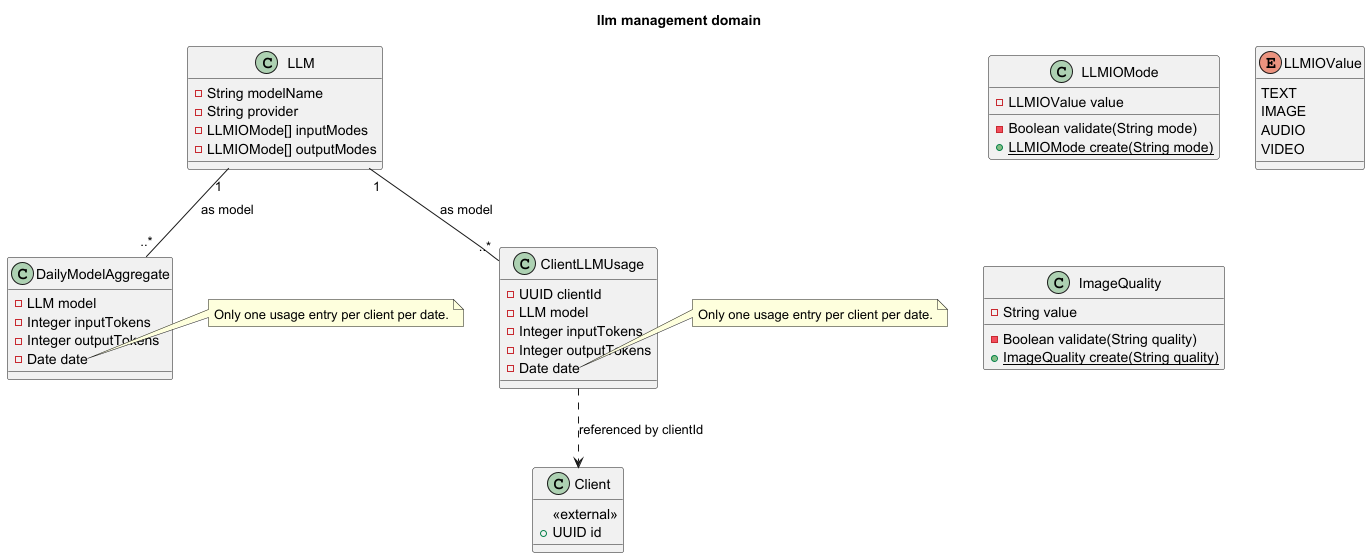 llm management domain
C LLM
String modelName
String provider
LLMIOMode[] inputModes
LLMIOMode[] outputModes
C LLMIOMode
LLMIOValue value
Boolean validate(String mode)
LLMIOMode create(String mode)
E LLMIOValue
TEXT
IMAGE
AUDIO
VIDEO
1
as model
..*
1
as model
..*
C DailyModelAggregate
LLM model
Integer inputTokens
Integer outputTokens
Date date
Only one usage entry per client per date.
C ClientLLMUsage
UUID clientId
LLM model
Integer inputTokens
Integer outputTokens
Date date
Only one usage entry per client per date.
C ImageQuality
String value
Boolean validate(String quality)
ImageQuality create(String quality)
referenced by clientId
C Client
«external»
UUID id